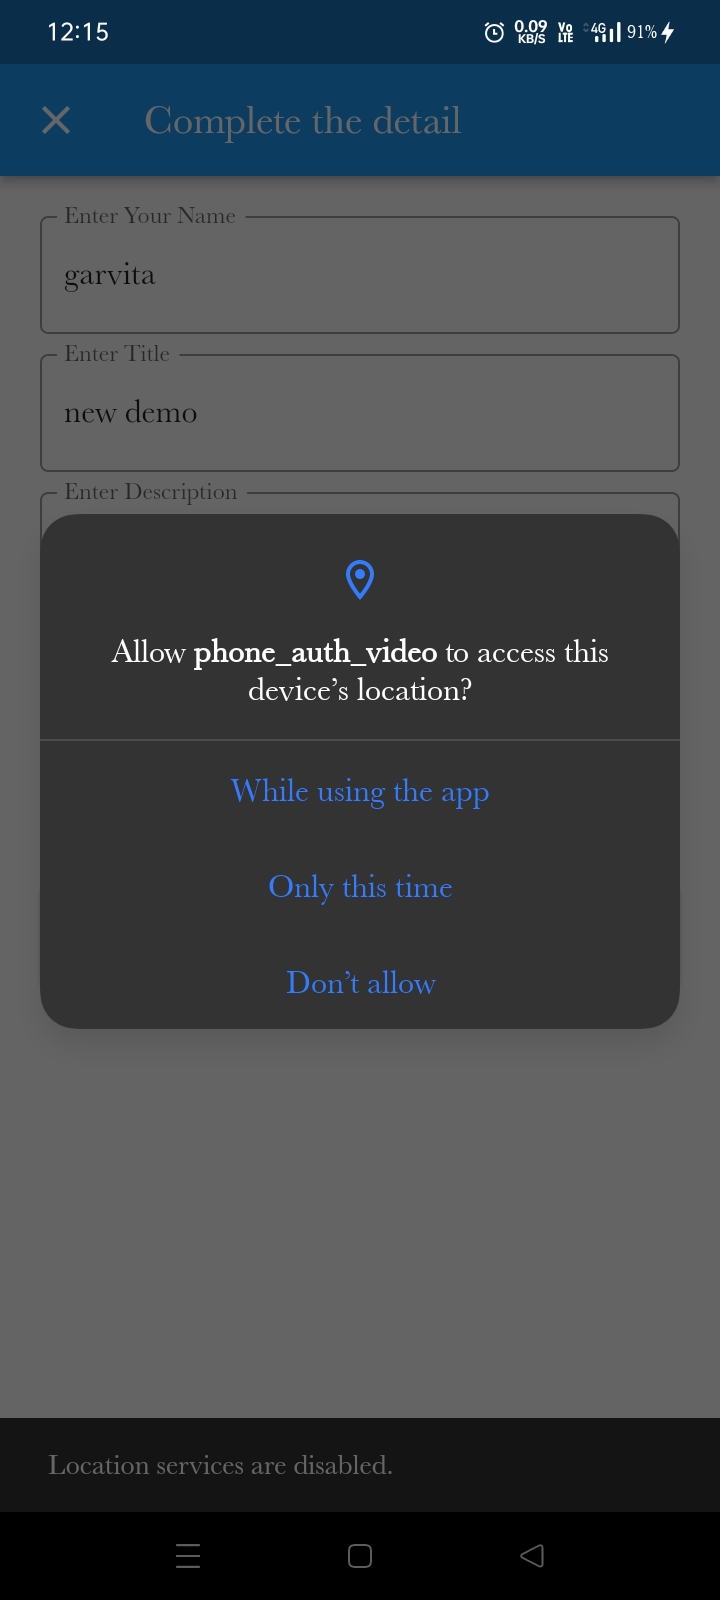 12:15
0.09 KB/S Vo LTE 4G 91%
Complete the detail
Enter Your Name
garvita
Enter Title
new demo
Enter Description
Allow phone_auth_video to access this
device’s location?
While using the app
Only this time
Don’t allow
Location services are disabled.